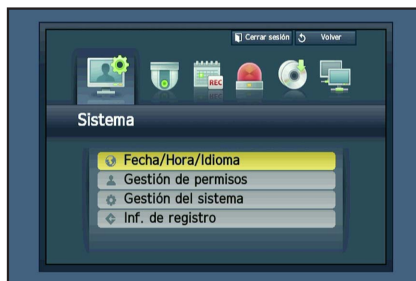 Cerrar sesión Volver
REC
Sistema
Fecha/Hora/Idioma
Gestión de permisos
Gestión del sistema
Inf. de registro